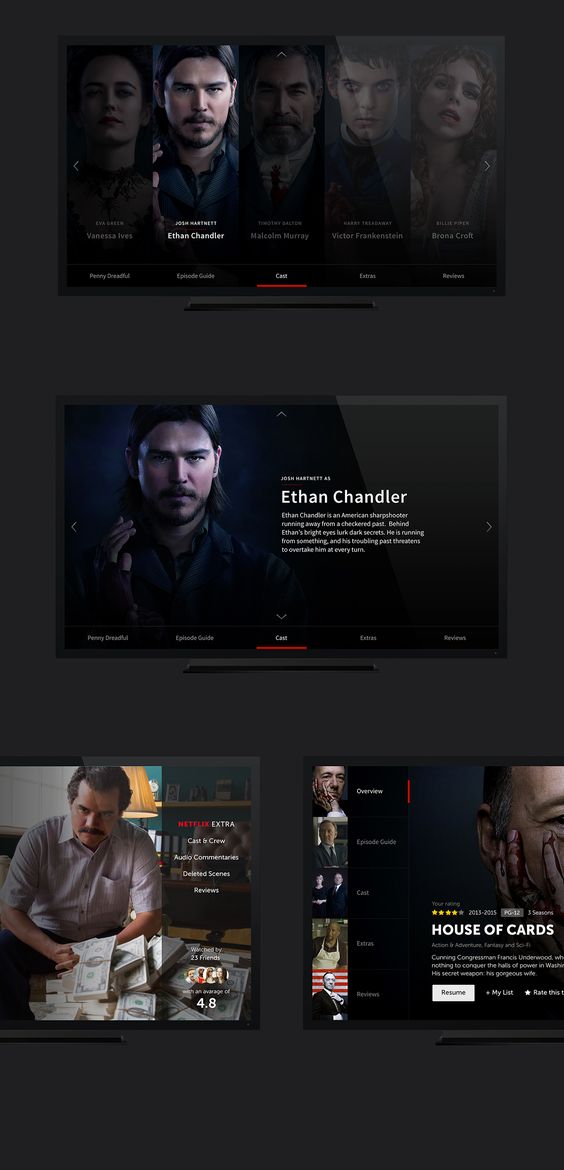 EVA GREEN
Vanessa Ives
JOSH HARTNETT
Ethan Chandler
TIMOTHY DALTON
Malcolm Murray
HARRY TREADAWAY
Victor Frankenstein
BILLIE PIPER
Brona Croft
Penny Dreadful
Episode Guide
Cast
Extras
Reviews
JOSH HARTNETT AS
Ethan Chandler
Ethan Chandler is an American sharpshooter
running away from a checkered past. Behind
Ethan's bright eyes lurk dark secrets. He is running
from something, and his troubling past threatens
to overtake him at every turn.
Penny Dreadful
Episode Guide
Cast
Extras
Reviews
NETFLIX EXTRA
Cast & Crew
Audio Commentaries
Deleted Scenes
Reviews
Watched by
23 Friends
with an avarage of
4.8
Overview
Episode Guide
Cast
Extras
Reviews
Your rating
2013-2015 PG-12 3 Seasons
HOUSE OF CARDS
Action & Adventure, Fantasy and Sci-Fi
Cunning Congressman Francis Underwood, wh
nothing to conquer the halls of power in Washin
His secret weapon: his gorgeous wife.
Resume + My List Rate this t